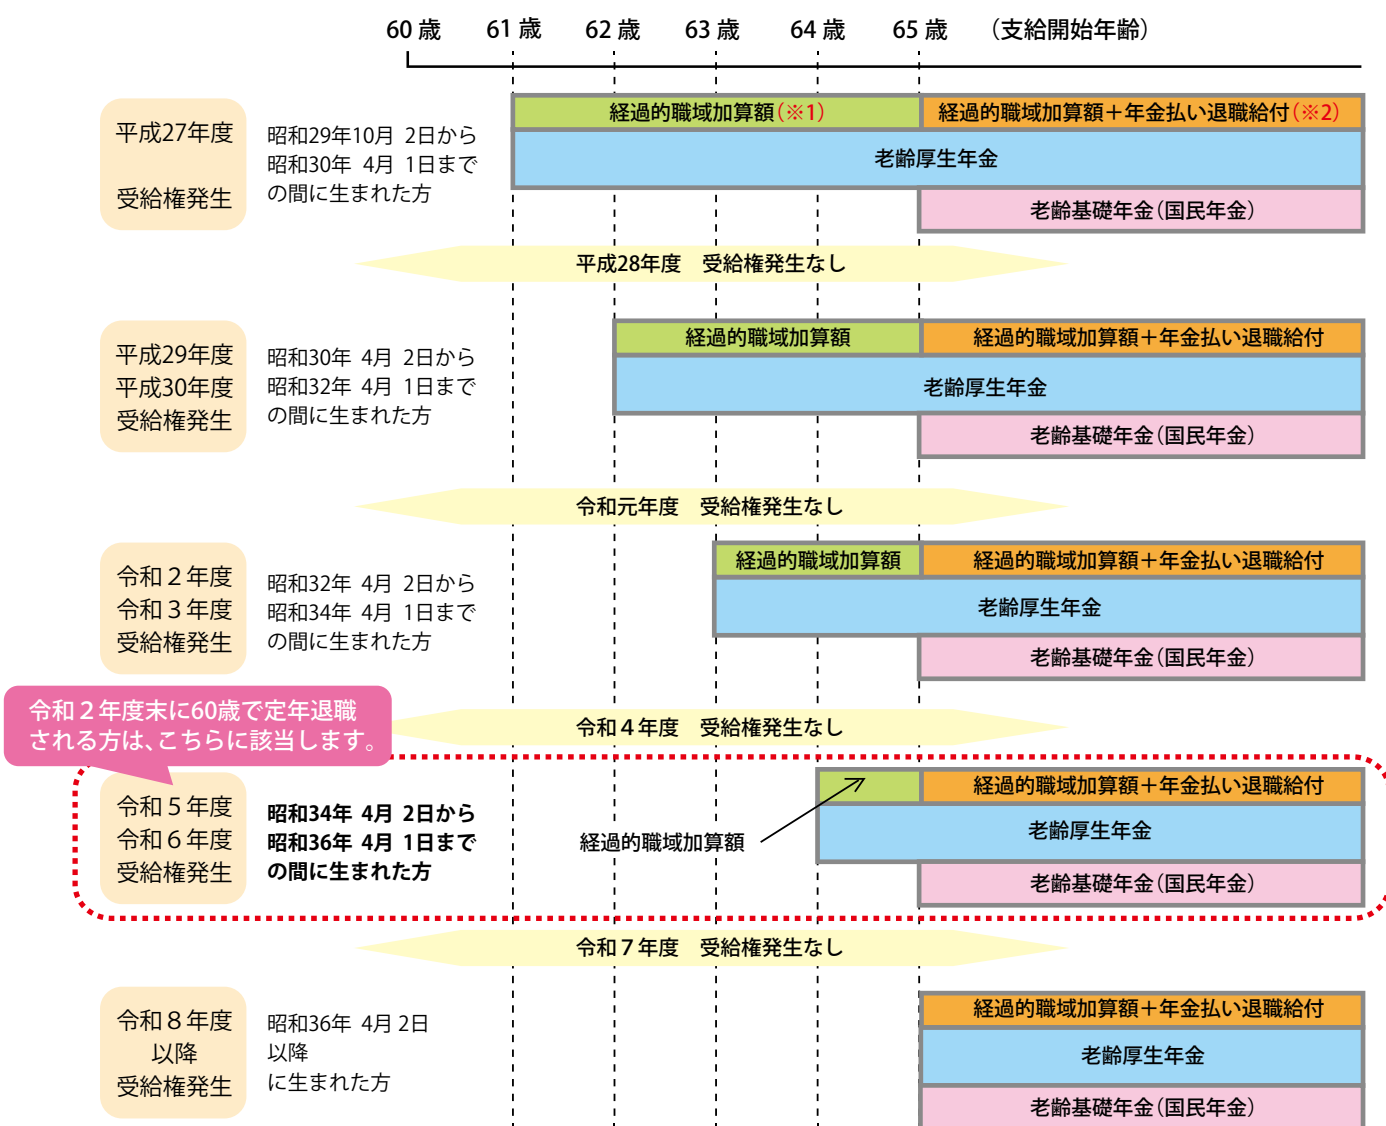 60 歳 61 歳 62 歳 63 歳 64 歳 65 歳 （支給開始年齢）
平成27年度
受給権発生
昭和29年10月 2日から
昭和30年 4月 1日まで
の間に生まれた方
経過的職域加算額（※1）
経過的職域加算額＋年金払い退職給付（※2）
老齢厚生年金
老齢基礎年金（国民年金）
平成28年度　受給権発生なし
平成29年度
平成30年度
受給権発生
昭和30年 4月 2日から
昭和32年 4月 1日まで
の間に生まれた方
経過的職域加算額
経過的職域加算額＋年金払い退職給付
老齢厚生年金
老齢基礎年金（国民年金）
令和元年度　受給権発生なし
令和２年度
令和３年度
受給権発生
昭和32年 4月 2日から
昭和34年 4月 1日まで
の間に生まれた方
経過的職域加算額
経過的職域加算額＋年金払い退職給付
老齢厚生年金
老齢基礎年金（国民年金）
令和４年度　受給権発生なし
令和２年度末に60歳で定年退職
される方は、こちらに該当します。
令和５年度
令和６年度
受給権発生
昭和34年 4月 2日から
昭和36年 4月 1日まで
の間に生まれた方
経過的職域加算額
経過的職域加算額＋年金払い退職給付
老齢厚生年金
老齢基礎年金（国民年金）
令和７年度　受給権発生なし
令和８年度
以降
受給権発生
昭和36年 4月 2日
以降
に生まれた方
経過的職域加算額＋年金払い退職給付
老齢厚生年金
老齢基礎年金（国民年金）